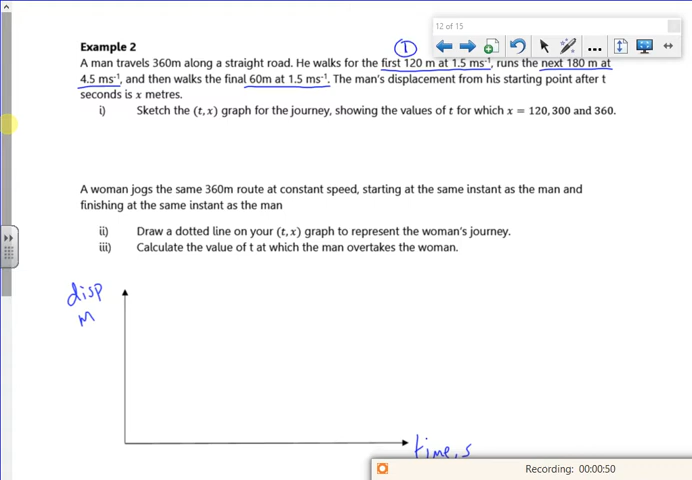 12 of 15
Example 2
①
A man travels 360m along a straight road. He walks for the first 120 m at 1.5 ms⁻¹, runs the next 180 m at
4.5 ms⁻¹, and then walks the final 60m at 1.5 ms⁻¹. The man's displacement from his starting point after t
seconds is x metres.
i) Sketch the (t, x) graph for the journey, showing the values of t for which x = 120, 300 and 360.
A woman jogs the same 360m route at constant speed, starting at the same instant as the man and
finishing at the same instant as the man
ii) Draw a dotted line on your (t, x) graph to represent the woman's journey.
iii) Calculate the value of t at which the man overtakes the woman.
disp
M
time, s
Recording: 00:00:50